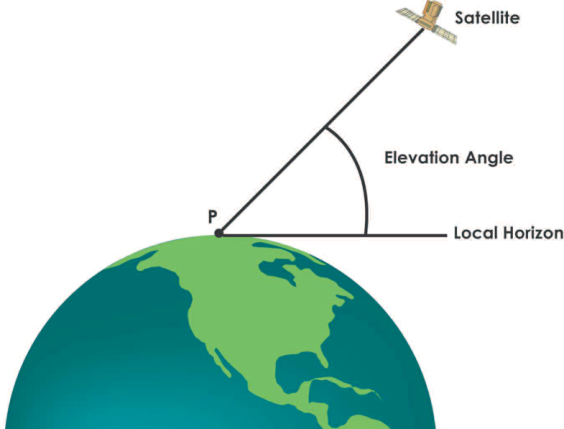 Satellite
Elevation Angle
P
Local Horizon